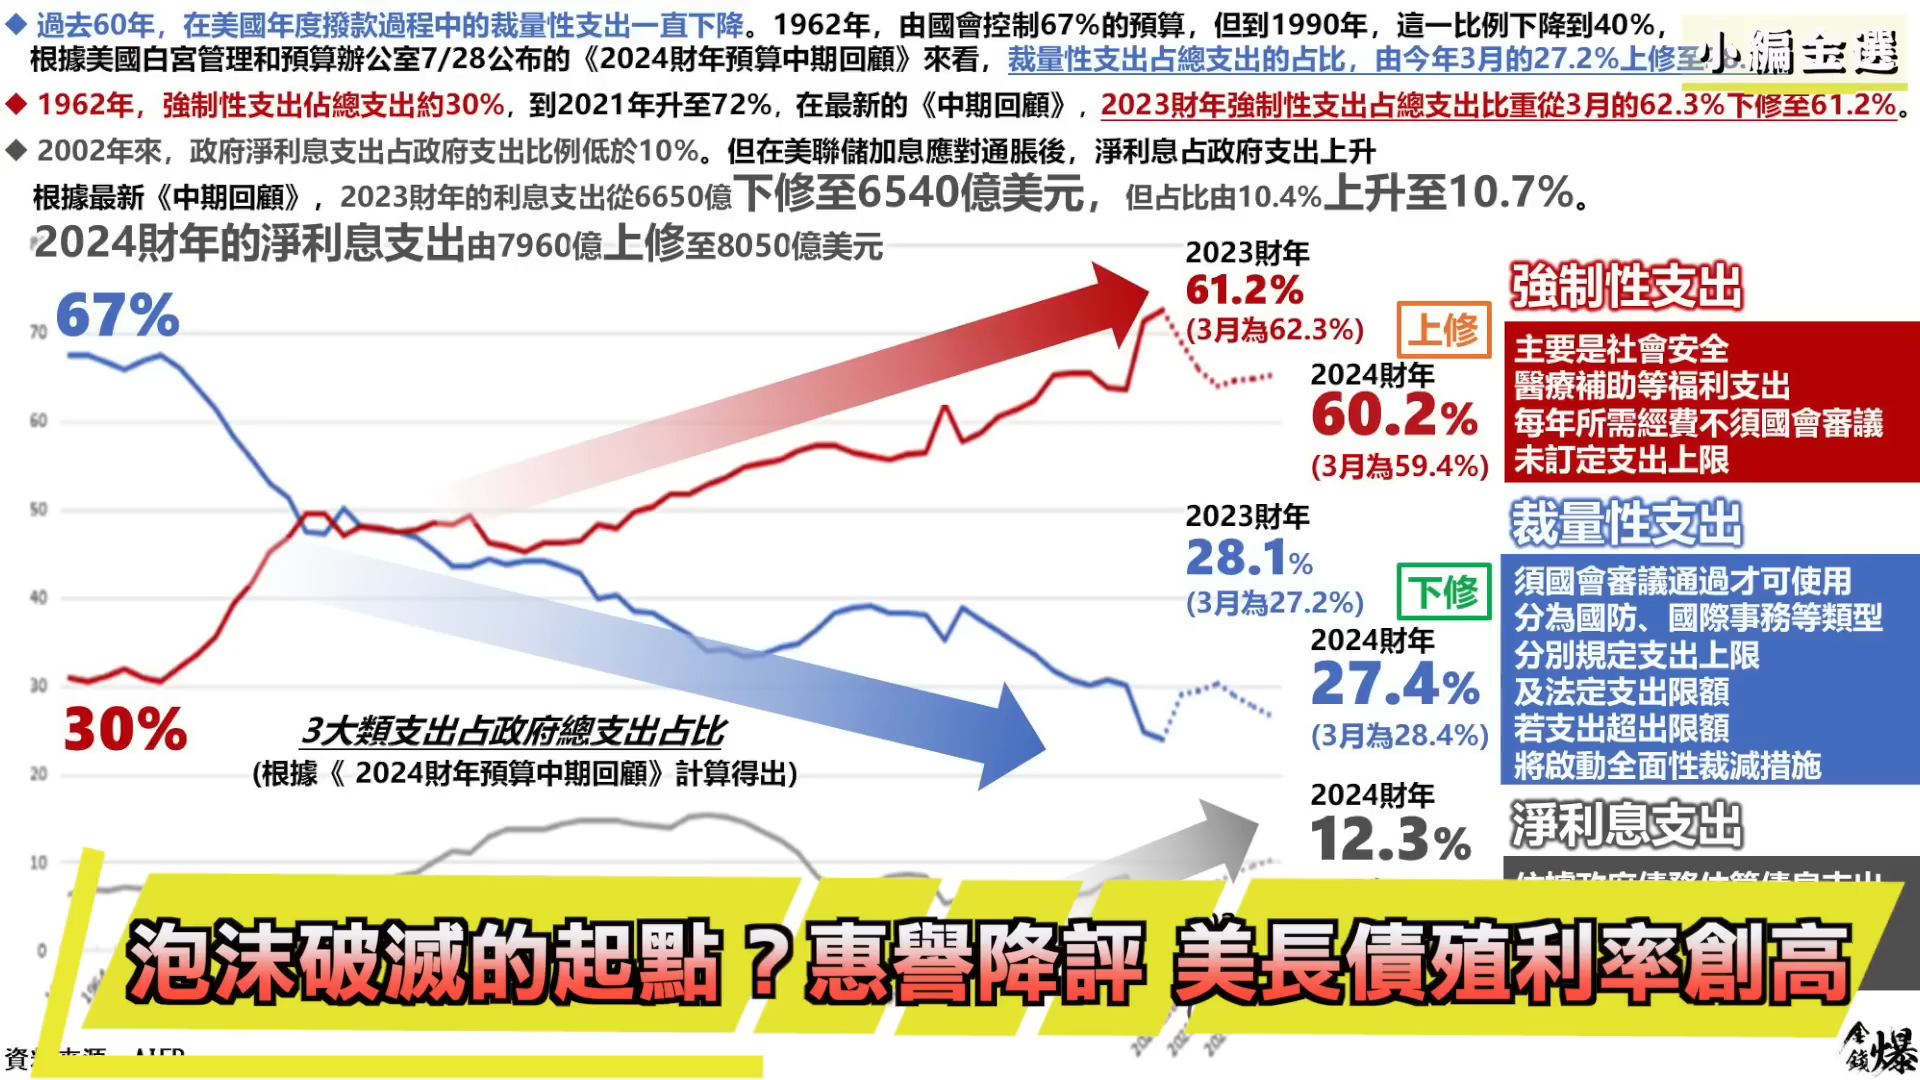 ◆ 過去60年，在美國年度撥款過程中的裁量性支出一直下降。1962年，由國會控制67%的預算，但到1990年，這一比例下降到40%，
根據美國白宮管理和預算辦公室7/28公布的《2024財年預算中期回顧》來看，裁量性支出占總支出的占比，由今年3月的27.2%上修至
小編金選
◆ 1962年，強制性支出佔總支出約30%，到2021年升至72%，在最新的《中期回顧》，2023財年強制性支出占總支出比重從3月的62.3%下修至61.2%。
◆ 2002年來，政府淨利息支出占政府支出比例低於10%。但在美聯儲加息應對通脹後，淨利息占政府支出上升
根據最新《中期回顧》，2023財年的利息支出從6650億下修至6540億美元，但占比由10.4%上升至10.7%。
2024財年的淨利息支出由7960億上修至8050億美元
67%
30%
70
60
50
40
30
20
10
0
3大類支出占政府總支出占比
(根據《 2024財年預算中期回顧》計算得出)
2023財年
61.2%
(3月為62.3%)
上修
2024財年
60.2%
(3月為59.4%)
2023財年
28.1%
(3月為27.2%)
下修
2024財年
27.4%
(3月為28.4%)
2024財年
12.3%
強制性支出
主要是社會安全
醫療補助等福利支出
每年所需經費不須國會審議
未訂定支出上限
裁量性支出
須國會審議通過才可使用
分為國防、國際事務等類型
分別規定支出上限
及法定支出限額
若支出超出限額
將啟動全面性裁減措施
淨利息支出
泡沫破滅的起點？惠譽降評 美長債殖利率創高
金錢爆